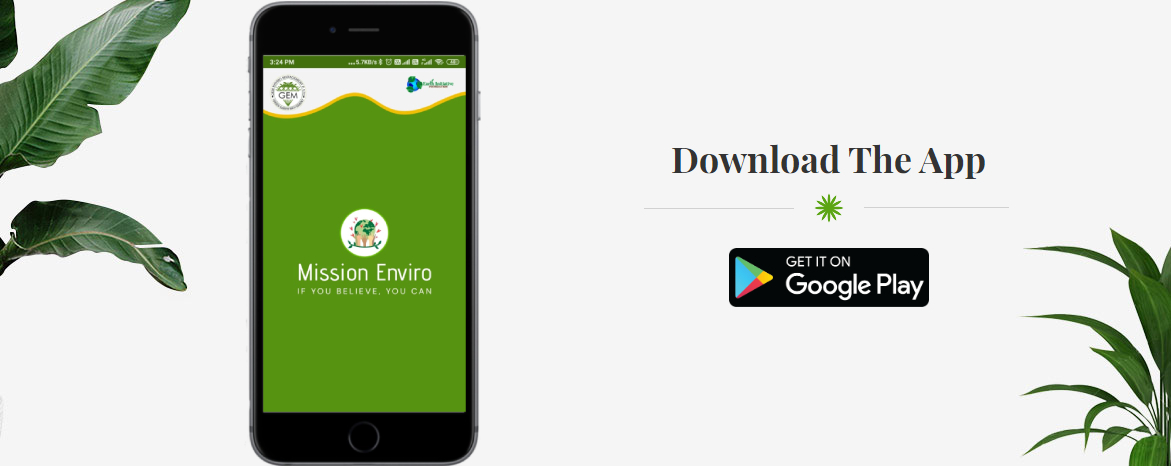 3:24 PM
5.7KB/s
GEM
Earth Initiative
Mission Enviro
IF YOU BELIEVE, YOU CAN
Download The App
GET IT ON
Google Play